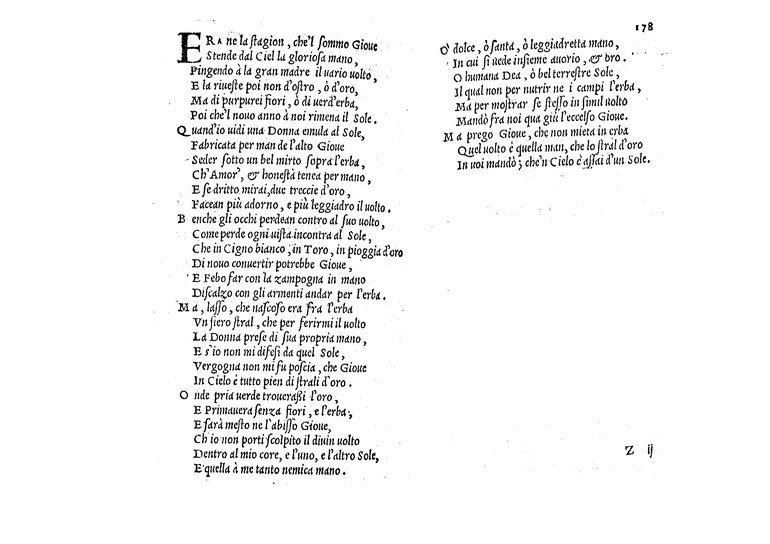 ERA ne la ſtagion, che'l ſommo Gioue
Stende dal Ciel la glorioſa mano,
Pingendo à la gran madre il uario uolto,
E la riueſte poi non d'oſtro, ò d'oro,
Ma di purpurei fiori, ò di uerd'erba,
Poi che'l nouo anno à noi rimena il Sole.
Quand'io uidi una Donna emula al Sole,
Fabricata per man de l'alto Gioue
Seder ſotto un bel mirto ſopra l'erba,
Ch'Amor', & honeſtà tenea per mano,
E ſe dritto mirai, due treccie d'oro,
Facean più adorno, e più leggiadro il uolto.
Benche gli occhi perdean contro al ſuo uolto,
Come perde ogni uiſta incontra al Sole,
Che in Cigno bianco, in Toro, in pioggia d'oro
Di nouo conuertir potrebbe Gioue,
E Febo far con la zampogna in mano
Diſcalzo con gli armenti andar per l'erba.
Ma, laſſo, che naſcoſo era fra l'erba
Vn fiero ſtral, che per ferirmi il uolto
La Donna preſe di ſua propria mano,
E s'io non mi difeſi da quel Sole,
Vergogna non mi fu poſcia, che Gioue
In Cielo è tutto pien di ſtrali d'oro.
Onde pria uerde troueraſſi l'oro,
E Primauera ſenza fiori, e l'erba,
E ſarà meſto ne l'abiſſo Gioue,
Ch'io non porti ſcolpito il diuin uolto
Dentro al mio core, e l'uno, e l'altro Sole,
E quella à me tanto nemica mano.
178
O' dolce, ò ſanta, ò leggiadretta mano,
In cui ſi uede inſieme auorio, & oro.
O humana Dea, ò bel terreſtre Sole,
Il qual non per nutrir ne i campi l'erba,
Ma per moſtrar ſe ſteſſo in ſimil uolto
Mandò fra noi qua giù l'eccelſo Gioue.
Ma prego Gioue, che non mieta in erba
Quel uolto è quella man, che lo ſtral d'oro
In uoi mandò; che'n Cielo è aſſai d'un Sole.
Z ij